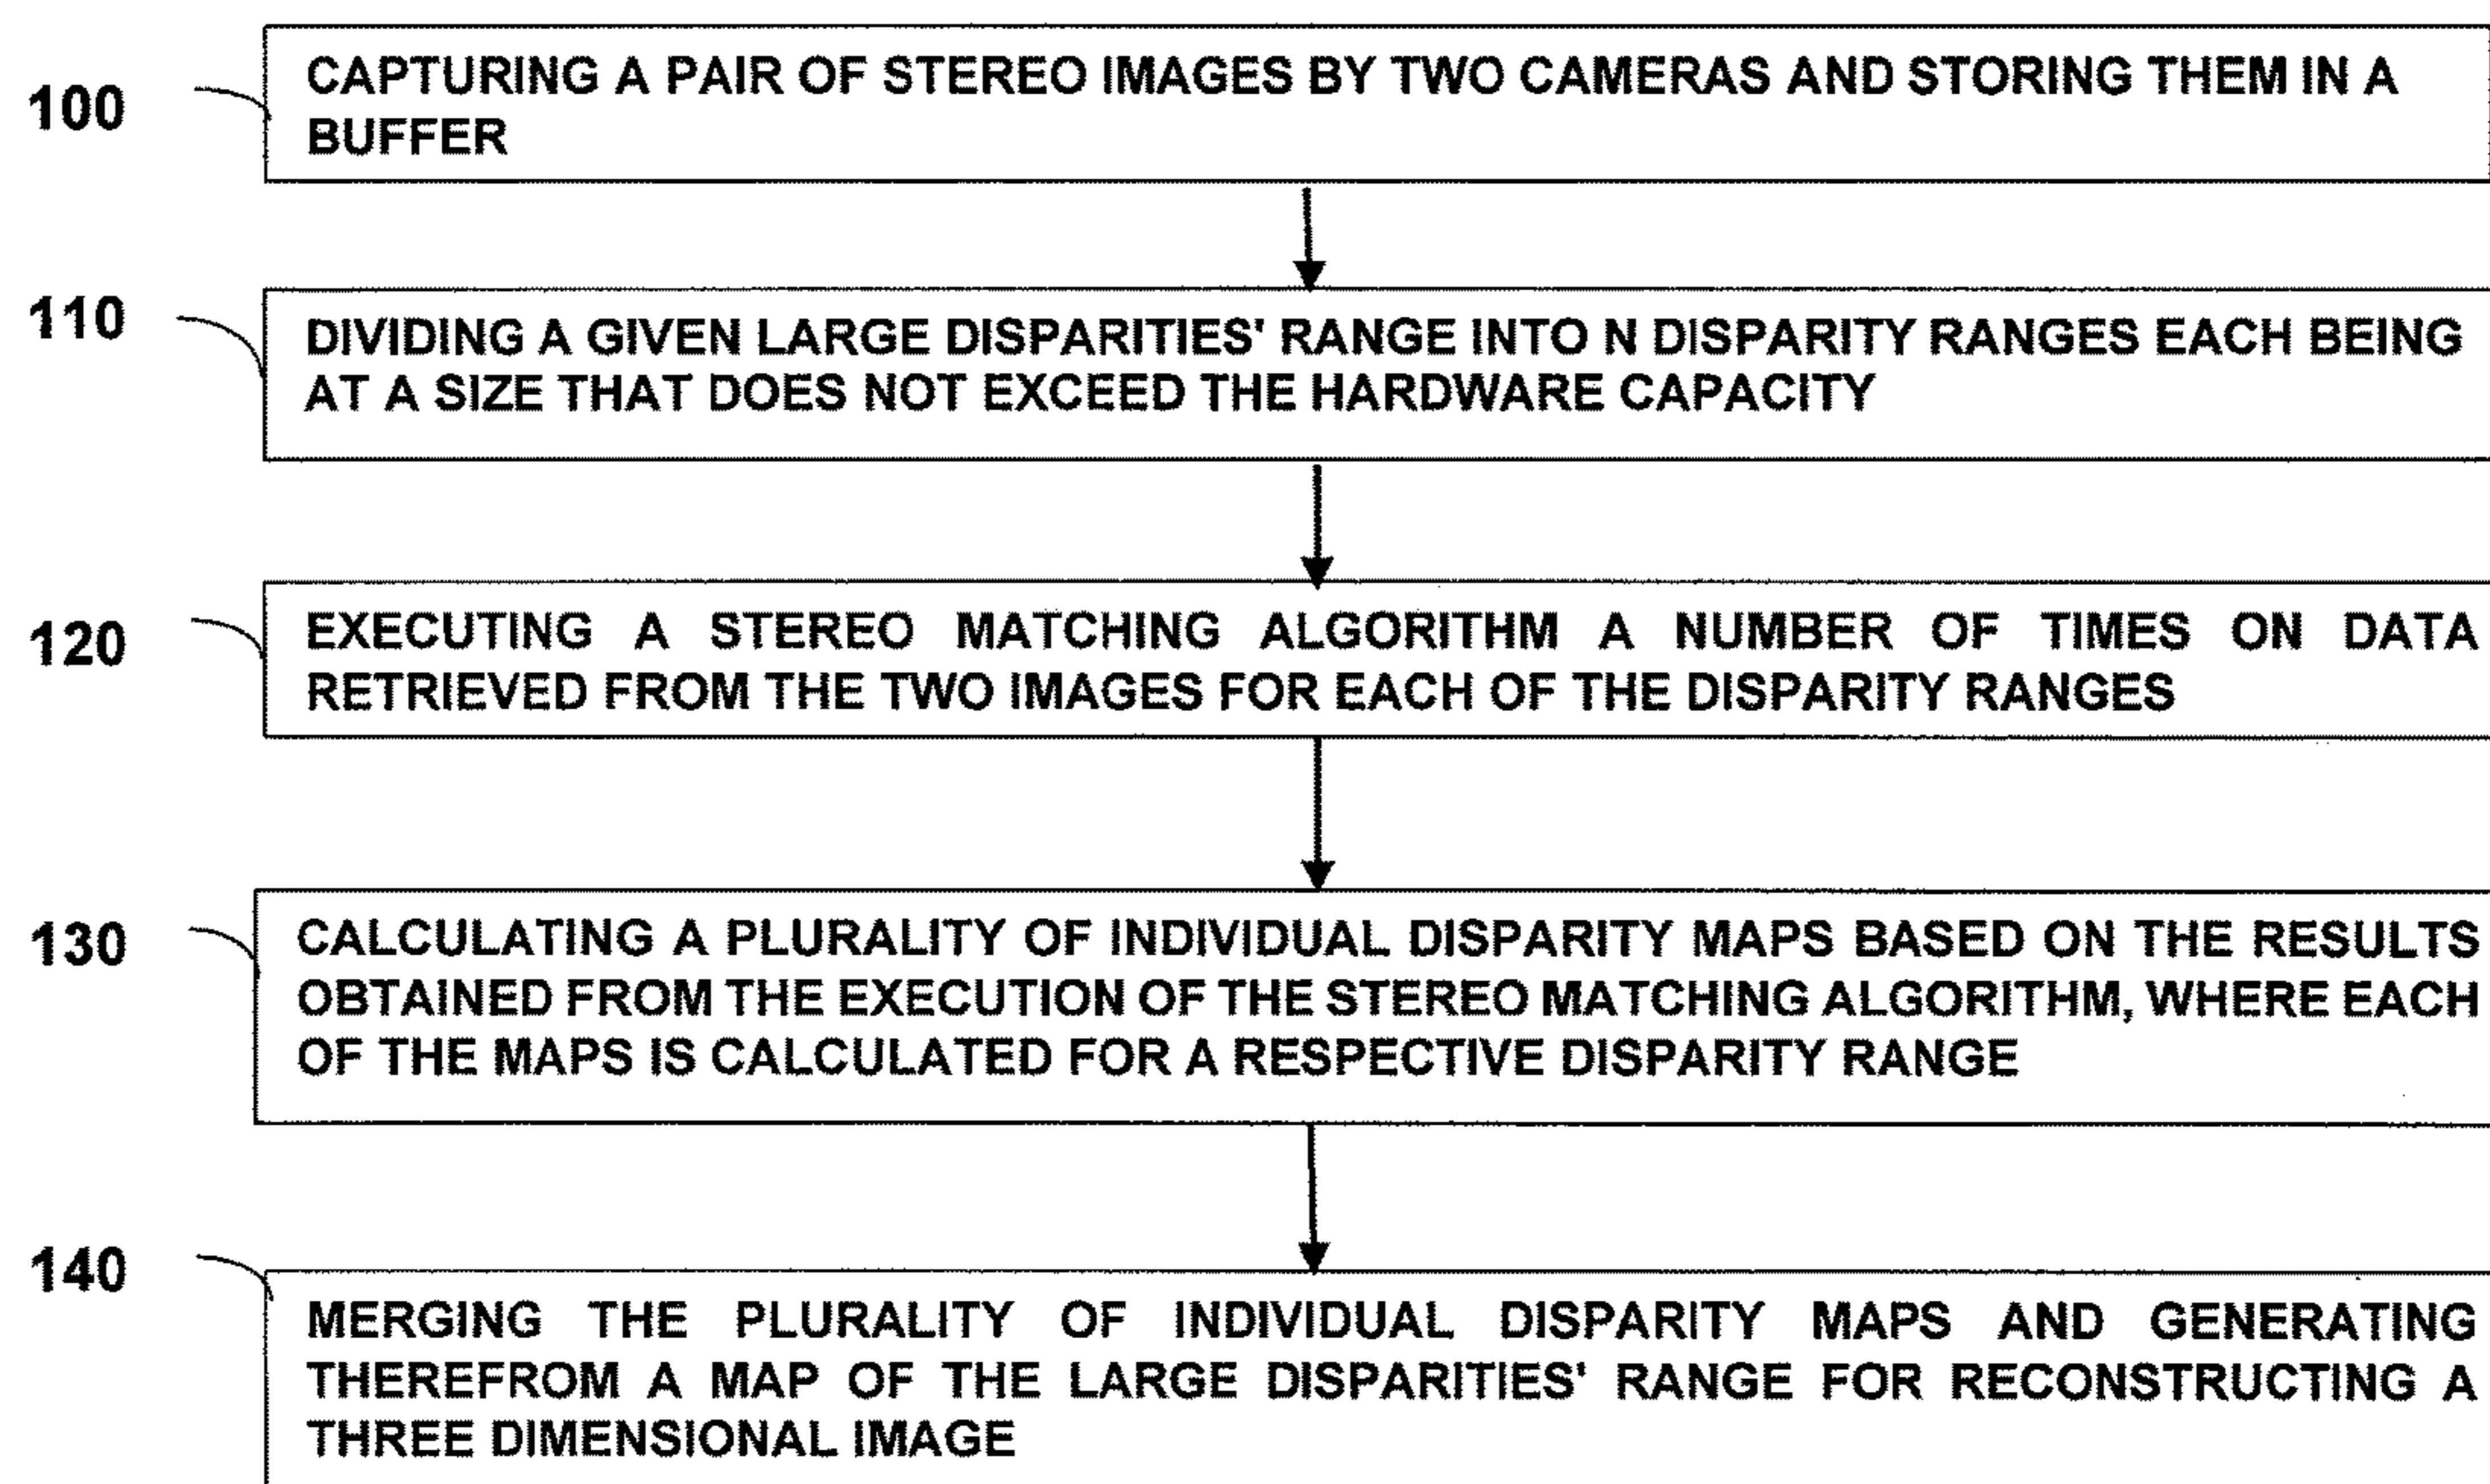 100
CAPTURING A PAIR OF STEREO IMAGES BY TWO CAMERAS AND STORING THEM IN A
BUFFER
110
DIVIDING A GIVEN LARGE DISPARITIES' RANGE INTO N DISPARITY RANGES EACH BEING
AT A SIZE THAT DOES NOT EXCEED THE HARDWARE CAPACITY
120
EXECUTING A STEREO MATCHING ALGORITHM A NUMBER OF TIMES ON DATA
RETRIEVED FROM THE TWO IMAGES FOR EACH OF THE DISPARITY RANGES
130
CALCULATING A PLURALITY OF INDIVIDUAL DISPARITY MAPS BASED ON THE RESULTS
OBTAINED FROM THE EXECUTION OF THE STEREO MATCHING ALGORITHM, WHERE EACH
OF THE MAPS IS CALCULATED FOR A RESPECTIVE DISPARITY RANGE
140
MERGING THE PLURALITY OF INDIVIDUAL DISPARITY MAPS AND GENERATING
THEREFROM A MAP OF THE LARGE DISPARITIES' RANGE FOR RECONSTRUCTING A
THREE DIMENSIONAL IMAGE